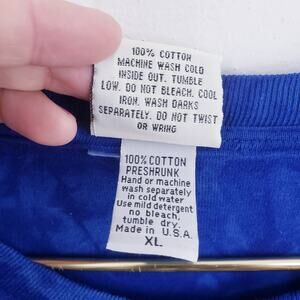 100% COTTON
MACHINE WASH COLD
INSIDE OUT. TUMBLE
LOW. DO NOT BLEACH. COOL
IRON. WASH DARKS
SEPARATELY. DO NOT TWIST
OR WRING
100% COTTON
PRESHRUNK
Hand or machine
wash separately
in cold water
Use mild detergent
no bleach,
tumble dry.
Made in U.S.A.
XL